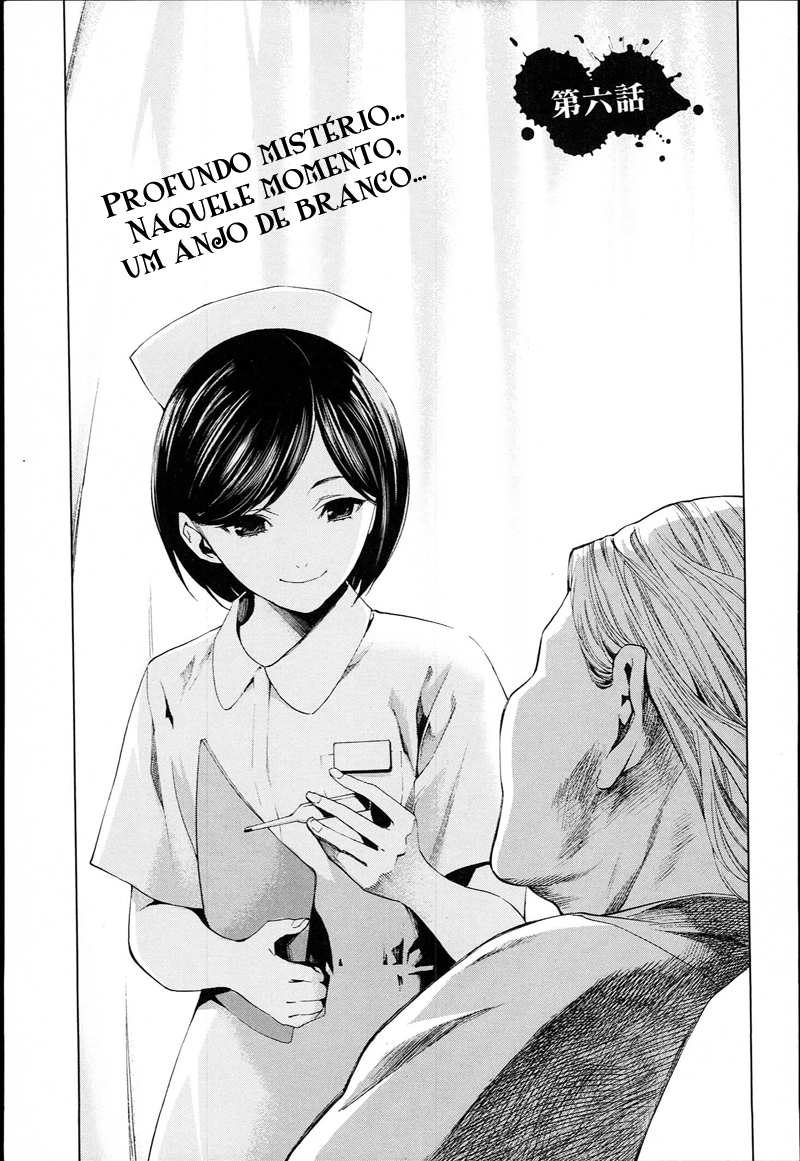 第六話
Profundo mistério...
Naquele momento,
um anjo de branco...